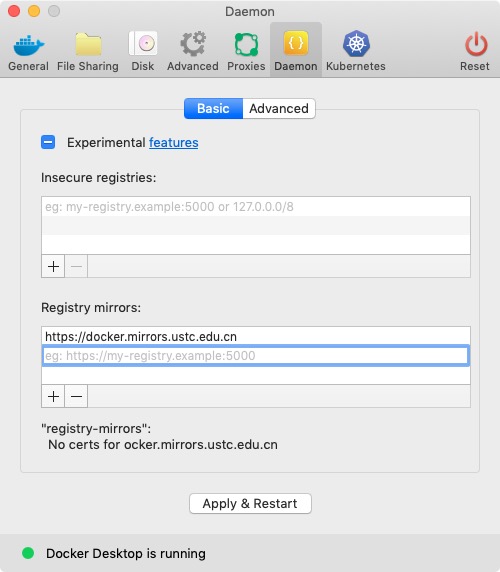 Daemon
General File Sharing Disk Advanced Proxies Daemon Kubernetes Reset
Basic Advanced
Experimental features
Insecure registries:
eg: my-registry.example:5000 or 127.0.0.0/8
Registry mirrors:
https://docker.mirrors.ustc.edu.cn
eg: https://my-registry.example:5000
"registry-mirrors":
No certs for ocker.mirrors.ustc.edu.cn
Apply & Restart
Docker Desktop is running